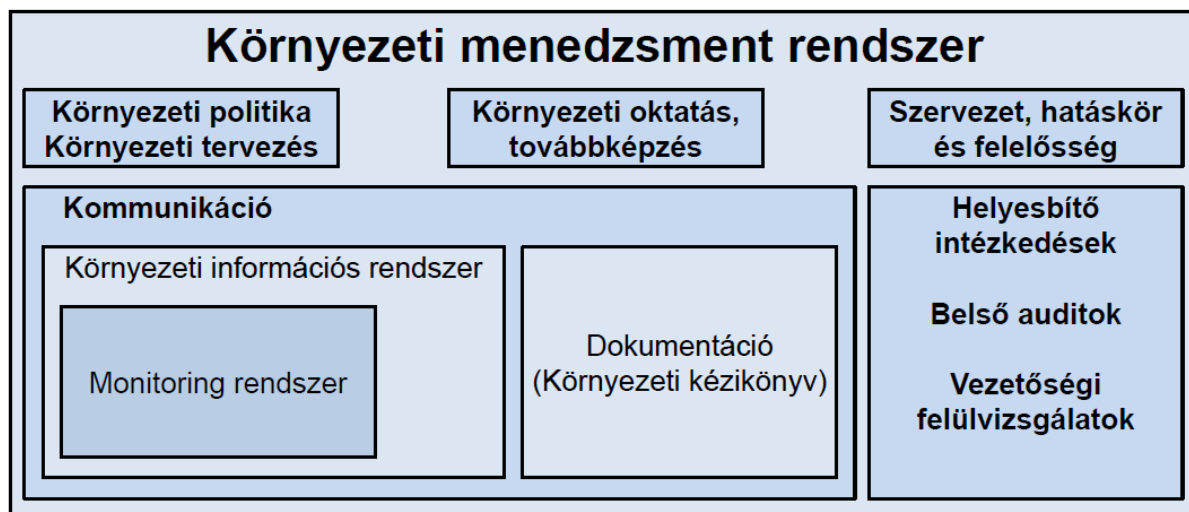 Környezeti menedzsment rendszer
Környezeti politika
Környezeti tervezés
Környezeti oktatás,
továbbképzés
Szervezet, hatáskör
és felelősség
Kommunikáció
Környezeti információs rendszer
Monitoring rendszer
Dokumentáció
(Környezeti kézikönyv)
Helyesbítő
intézkedések
Belső auditok
Vezetőségi
felülvizsgálatok